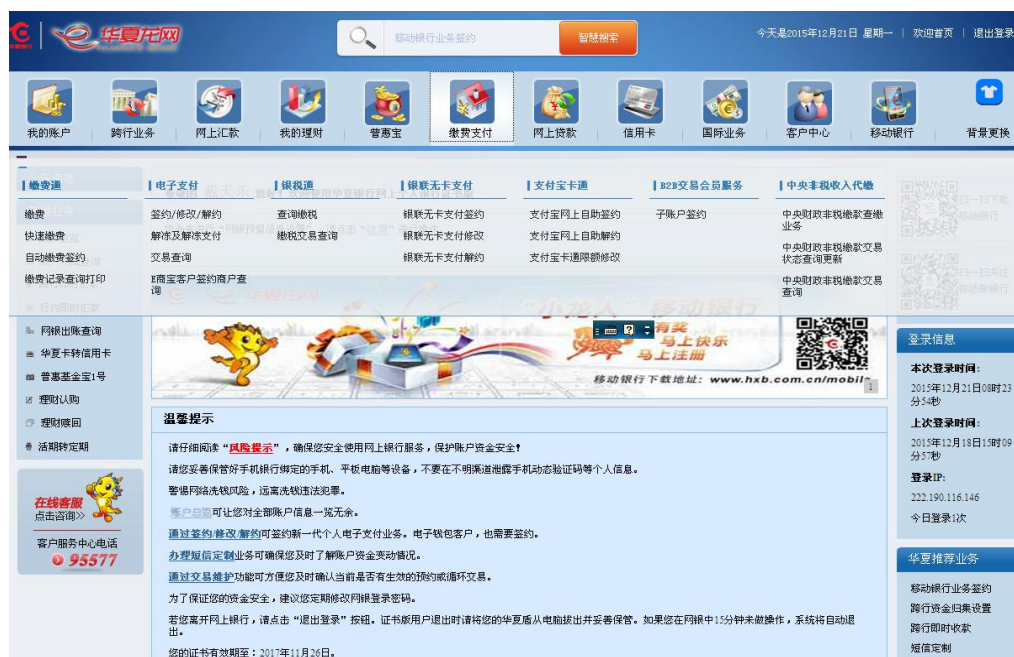 华夏龙网
移动银行业务签约
智慧搜索
今天是2015年12月21日 星期一 | 欢迎首页 | 退出登录
我的账户
跨行业务
网上汇款
我的理财
普惠宝
缴费支付
网上贷款
信用卡
国际业务
客户中心
移动银行
背景更换
缴费通
电子支付
银税通
银联无卡支付
支付宝卡通
B2B交易会员服务
中央非税收入代缴
缴费
签约/修改/解约
查询缴税
银联无卡支付签约
支付宝网上自助签约
子账户签约
中央财政非税缴款查缴
业务
快速缴费
解冻及解冻支付
缴税交易查询
银联无卡支付修改
支付宝网上自助解约
自动缴费签约
交易查询
银联无卡支付解约
支付宝卡通限额修改
中央财政非税缴款交易
状态查询更新
缴费记录查询打印
E商宝客户签约商户查
询
中央财政非税缴款交易
查询
行内即时汇款
网银出账查询
华夏卡转信用卡
普惠基金宝1号
理财认购
理财赎回
活期转定期
在线客服
点击咨询>>
客户服务中心电话
95577
“小龙人”移动银行
有奖
马上快乐
马上注册
移动银行下载地址：www.hxb.com.cn/mobil
1
温馨提示
请仔细阅读“风险提示”，确保您安全使用网上银行服务，保护账户资金安全！
请您妥善保管好手机银行绑定的手机、平板电脑等设备，不要在不明渠道泄露手机动态验证码等个人信息。
警惕网络洗钱风险，远离洗钱违法犯罪。
账户总览可让您对全部账户信息一览无余。
通过签约/修改/解约可签约新一代个人电子支付业务。电子钱包客户，也需要签约。
办理短信定制业务可确保您及时了解账户资金变动情况。
通过交易维护功能可方便您及时确认当前是否有生效的预约或循环交易。
为了保证您的资金安全，建议您定期修改网银登录密码。
若您离开网上银行，请点击“退出登录”按钮。证书版用户退出时请将您的华夏盾从电脑拔出并妥善保管。如果您在网银中15分钟未做操作，系统将自动退
出。
您的证书有效期至：2017年11月26日。
扫一扫下载
移动银行
扫一扫关注
移动微银行
登录信息
本次登录时间：
2015年12月21日08时23
分54秒
上次登录时间：
2015年12月18日15时09
分57秒
登录IP:
222.190.116.146
今日登录1次
华夏推荐业务
移动银行业务签约
跨行资金归集设置
跨行即时收款
短信定制